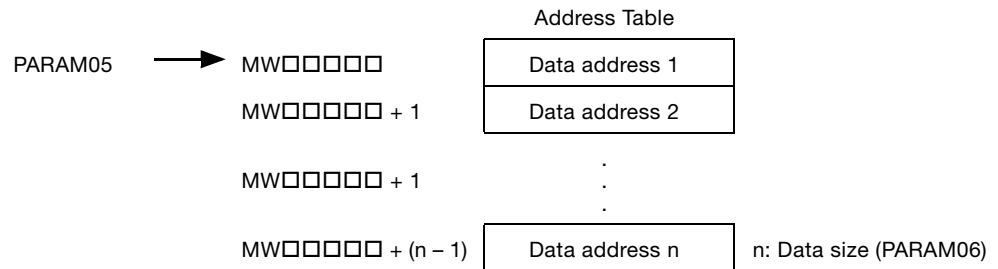 Address Table
PARAM05 MW□□□□□ Data address 1
MW□□□□□ + 1 Data address 2
MW□□□□□ + 1 . . .
MW□□□□□ + (n – 1) Data address n n: Data size (PARAM06)